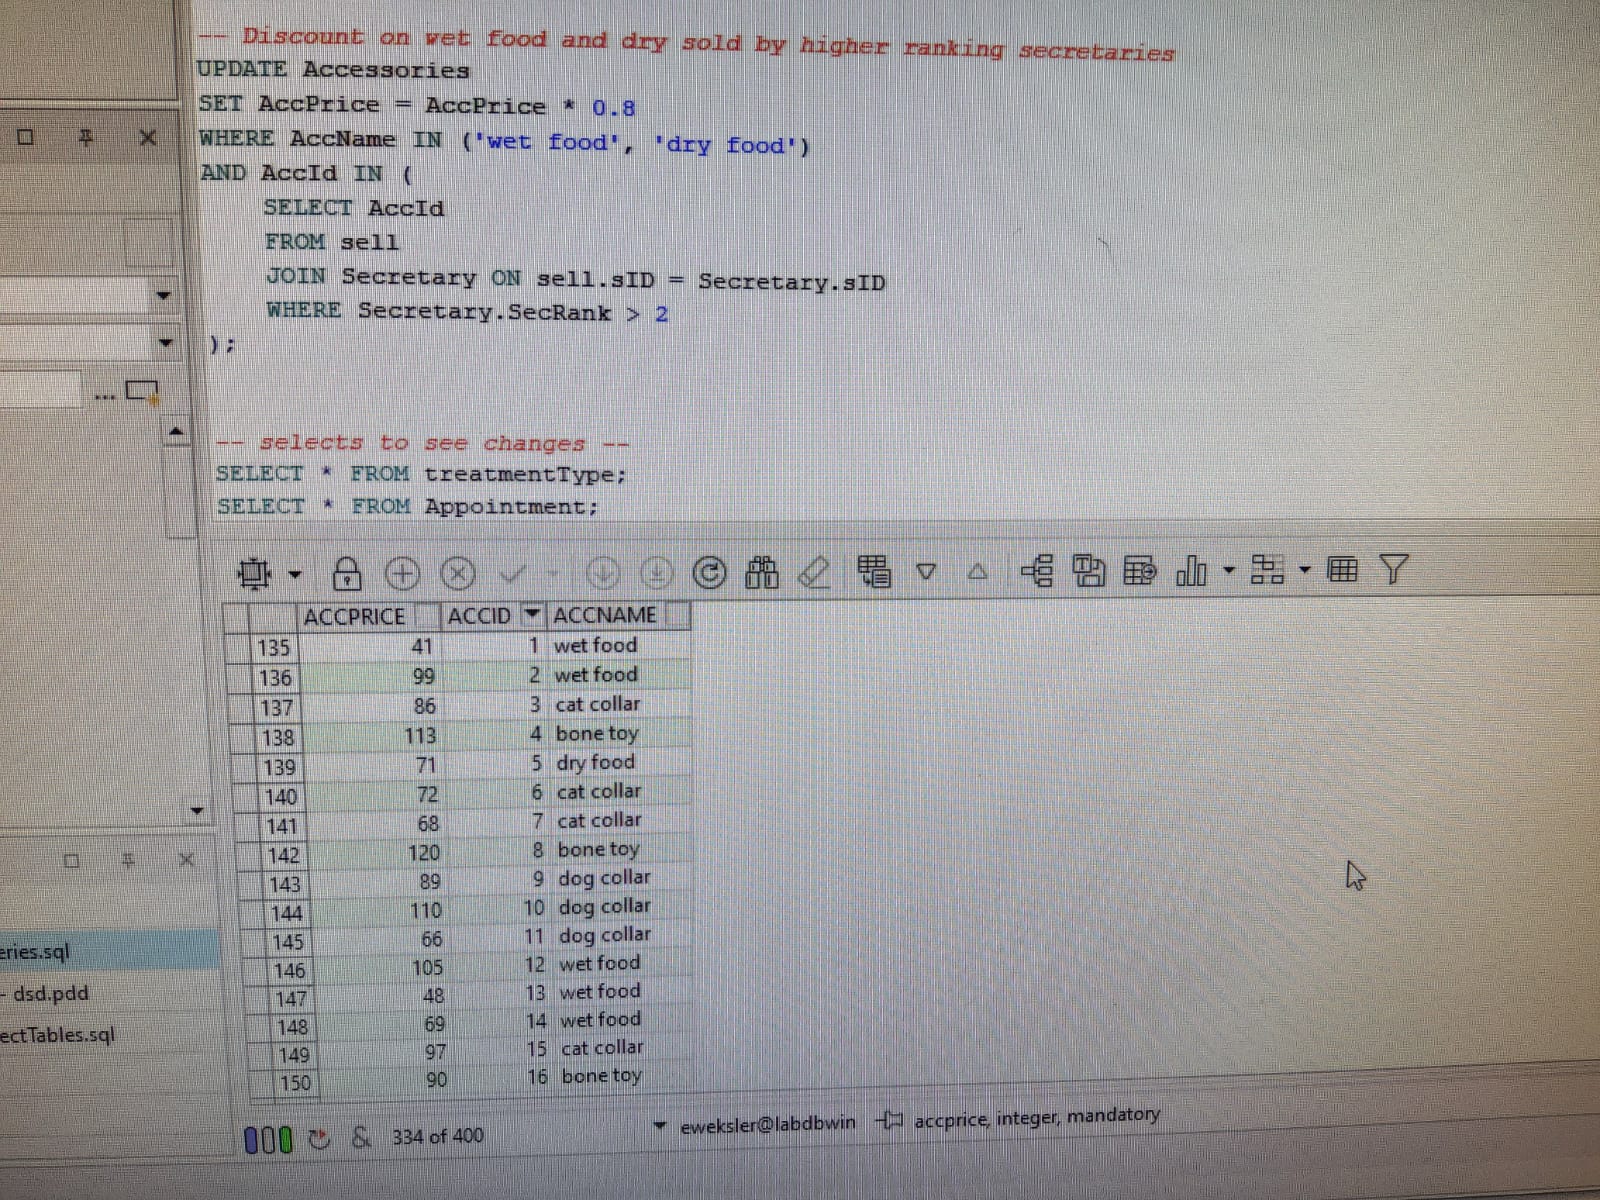 -- Discount on wet food and dry sold by higher ranking secretaries
UPDATE Accessories
SET AccPrice = AccPrice * 0.8
WHERE AccName IN ('wet food', 'dry food')
AND AccId IN (
SELECT AccId
FROM sell
JOIN Secretary ON sell.sID = Secretary.sID
WHERE Secretary.SecRank > 2
);
...
-- selects to see changes --
SELECT * FROM treatmentType;
SELECT * FROM Appointment;
ACCPRICE ACCID ACCNAME
135 41 1 wet food
136 99 2 wet food
137 86 3 cat collar
138 113 4 bone toy
139 71 5 dry food
140 72 6 cat collar
141 68 7 cat collar
142 120 8 bone toy
143 89 9 dog collar
144 110 10 dog collar
145 66 11 dog collar
146 105 12 wet food
147 48 13 wet food
148 69 14 wet food
149 97 15 cat collar
150 90 16 bone toy
eries.sql
- dsd.pdd
ectTables.sql
& 334 of 400 eweksler@labdbwin accprice, integer, mandatory